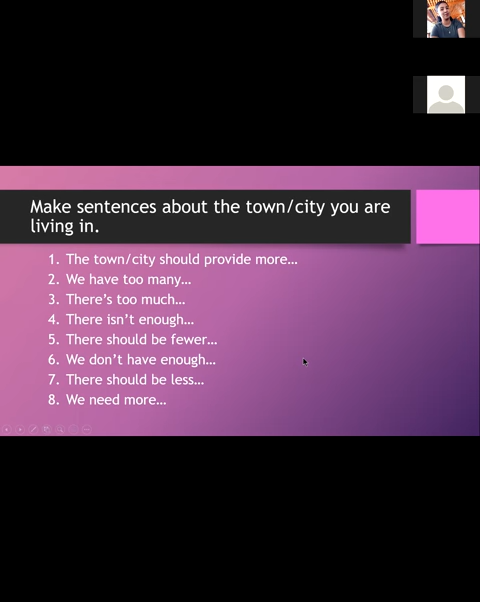 Make sentences about the town/city you are
living in.
1. The town/city should provide more…
2. We have too many…
3. There’s too much…
4. There isn’t enough…
5. There should be fewer…
6. We don’t have enough…
7. There should be less…
8. We need more…